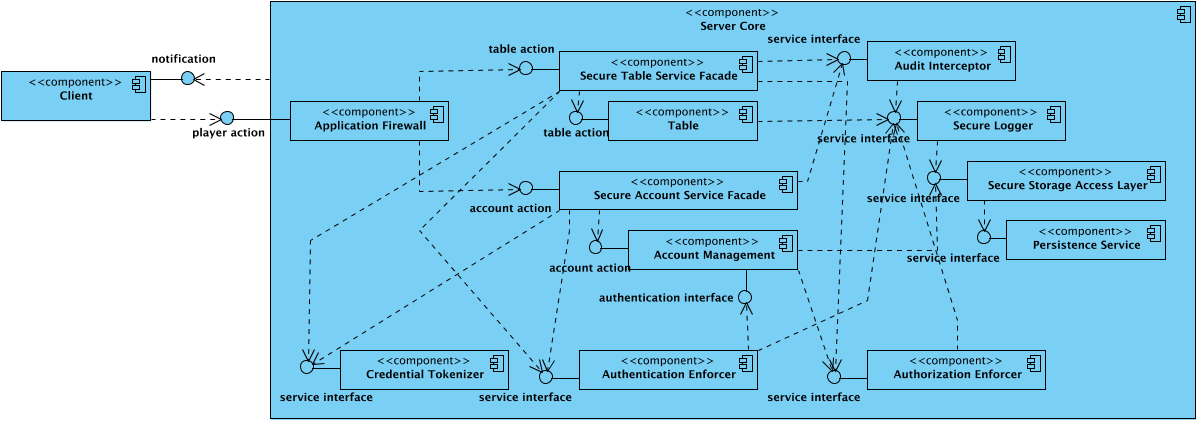 <<component>>
Server Core
notification
<<component>>
Client
player action
<<component>>
Application Firewall
table action
<<component>>
Secure Table Service Facade
service interface
<<component>>
Audit Interceptor
table action
<<component>>
Table
service interface
<<component>>
Secure Logger
account action
<<component>>
Secure Account Service Facade
service interface
<<component>>
Secure Storage Access Layer
account action
<<component>>
Account Management
service interface
<<component>>
Persistence Service
authentication interface
service interface
<<component>>
Credential Tokenizer
service interface
<<component>>
Authentication Enforcer
service interface
<<component>>
Authorization Enforcer